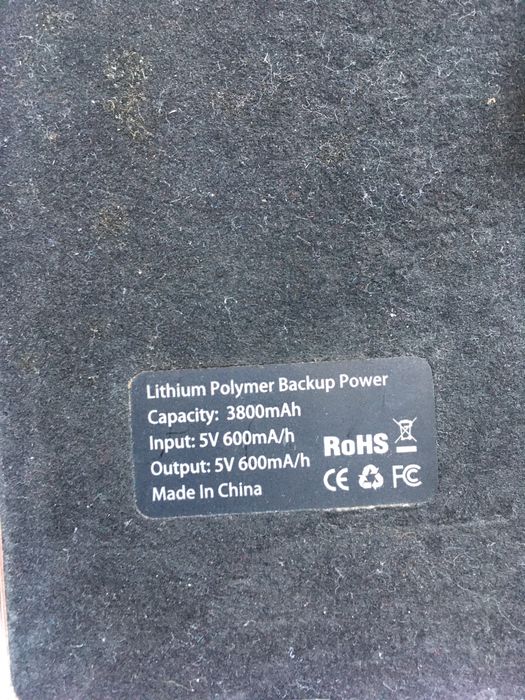 Lithium Polymer Backup Power
Capacity: 3800mAh
Input: 5V 600mA/h
Output: 5V 600mA/h
Made In China
RoHS
CE FC